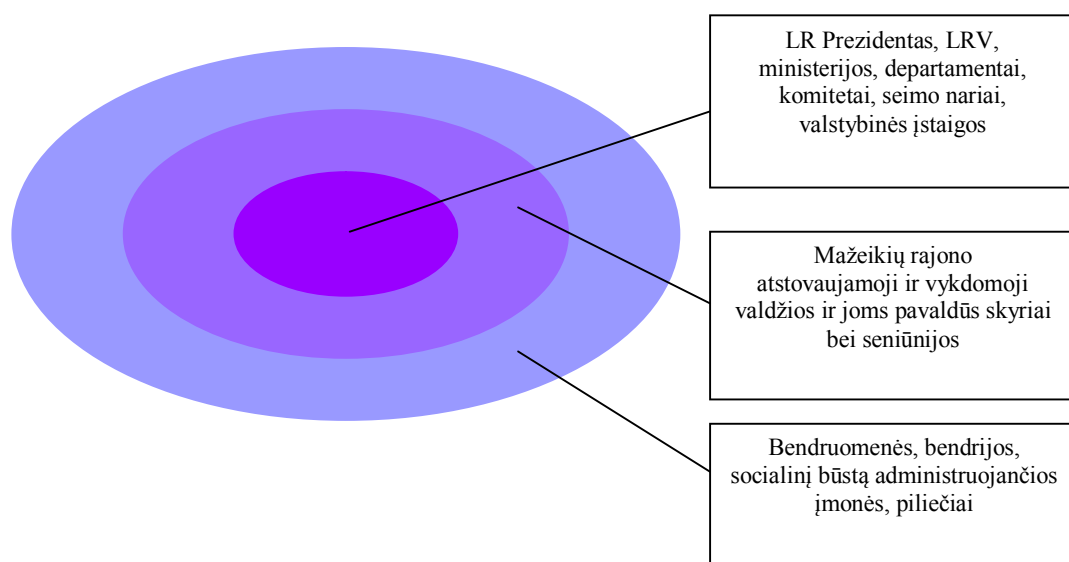 LR Prezidentas, LRV,
ministerijos, departamentai,
komitetai, seimo nariai,
valstybinės įstaigos
Mažeikių rajono
atstovaujamoji ir vykdomoji
valdžios ir joms pavaldūs skyriai
bei seniūnijos
Bendruomenės, bendrijos,
socialinį būstą administruojančios
įmonės, piliečiai